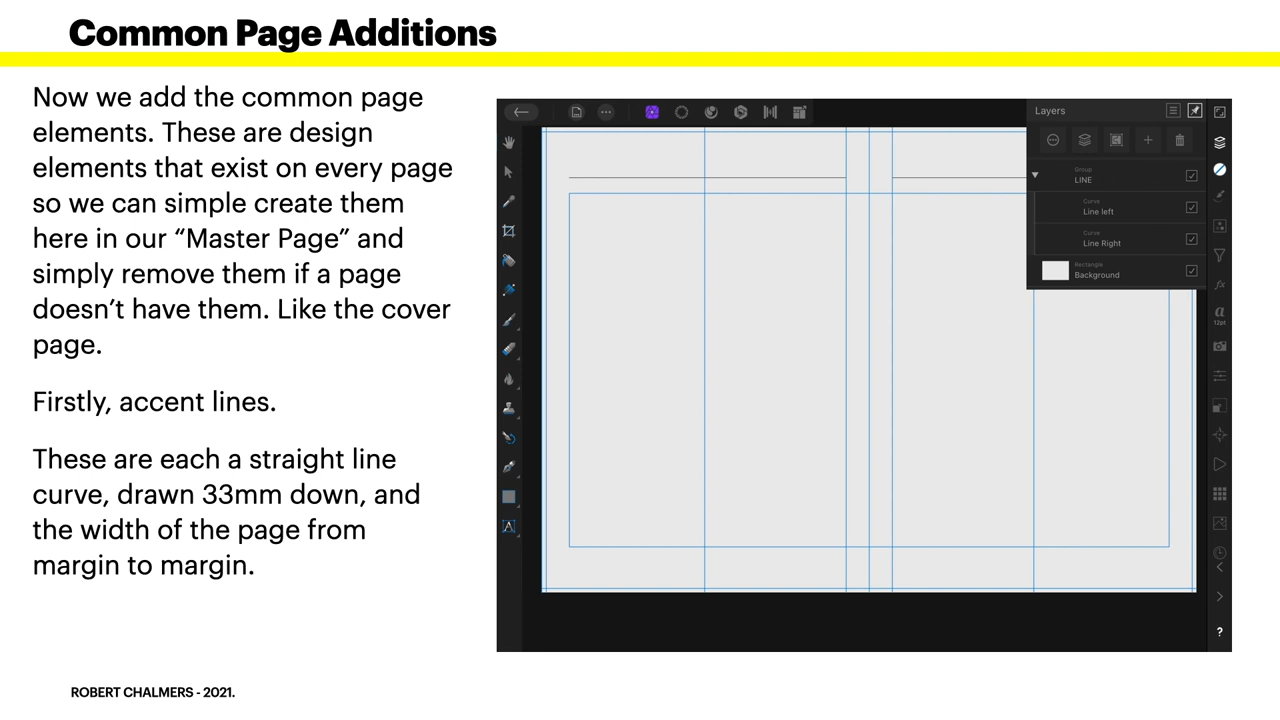 Common Page Additions
Now we add the common page
elements. These are design
elements that exist on every page
so we can simple create them
here in our “Master Page” and
simply remove them if a page
doesn’t have them. Like the cover
page.
Firstly, accent lines.
These are each a straight line
curve, drawn 33mm down, and
the width of the page from
margin to margin.
Layers
Group
LINE
Curve
Line left
Curve
Line Right
Rectangle
Background
fx
a
12pt
A
?
ROBERT CHALMERS - 2021.